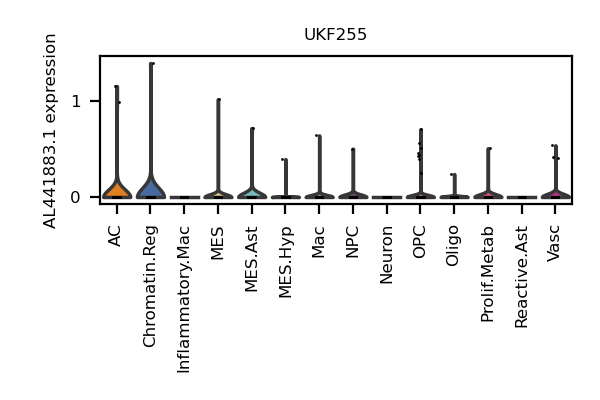 UKF255
AL441883.1 expression
1
0
AC
Chromatin.Reg
Inflammatory.Mac
MES
MES.Ast
MES.Hyp
Mac
NPC
Neuron
OPC
Oligo
Prolif.Metab
Reactive.Ast
Vasc